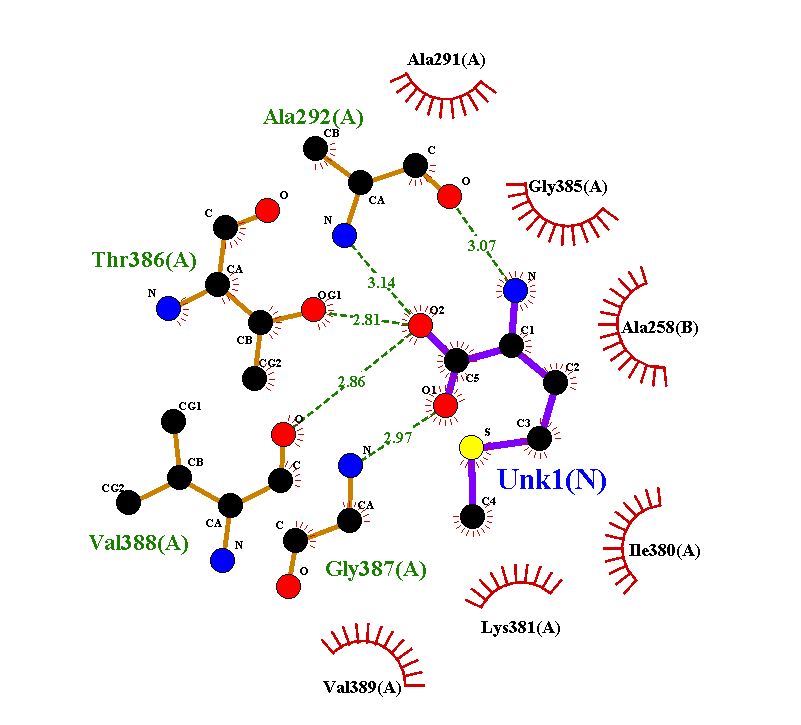 Ala291(A)
Ala292(A)
CB
C
O
CA
N
Gly385(A)
O
C
3.07
Thr386(A)
CA
N
3.14
N
OG1
O2
2.81
CB
C1
Ala258(B)
CG2
C5
C2
2.86
O1
CG1
O
C3
S
2.97
N
CB
C
Unk1(N)
CG2
CA
CA
C4
Val388(A)
N
C
Ile380(A)
O
Gly387(A)
Lys381(A)
Val389(A)